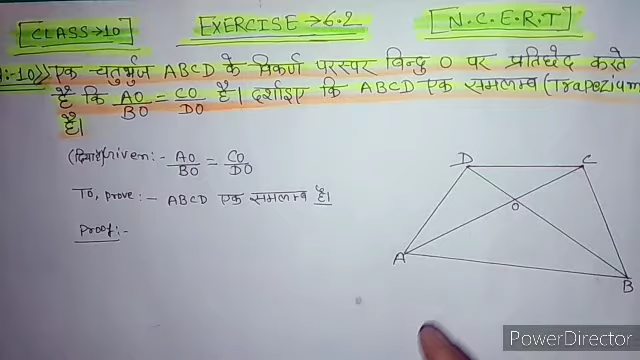 CLASS→10 EXERCISE→6.2 N.C.E.R.T
:-10》 एक चतुर्भुज ABCD के विकर्ण परस्पर बिन्दु O पर प्रतिच्छेद करते
है कि AO/BO = CO/DO है। दर्शाइए कि ABCD एक समलम्ब (Trapezium
है।
(दिया है) Given:- AO/BO = CO/DO
To, prove:- ABCD एक समलम्ब है।
Proof:-
D C
O
A
B
PowerDirector